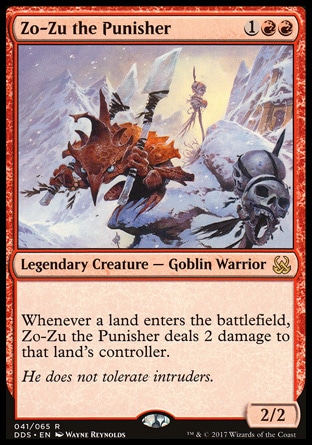 Zo-Zu the Punisher 1
Legendary Creature — Goblin Warrior
Whenever a land enters the battlefield,
Zo-Zu the Punisher deals 2 damage to
that land's controller.
He does not tolerate intruders.
2/2
041/065 R
DDS • EN Wayne Reynolds
™ & © 2017 Wizards of the Coast